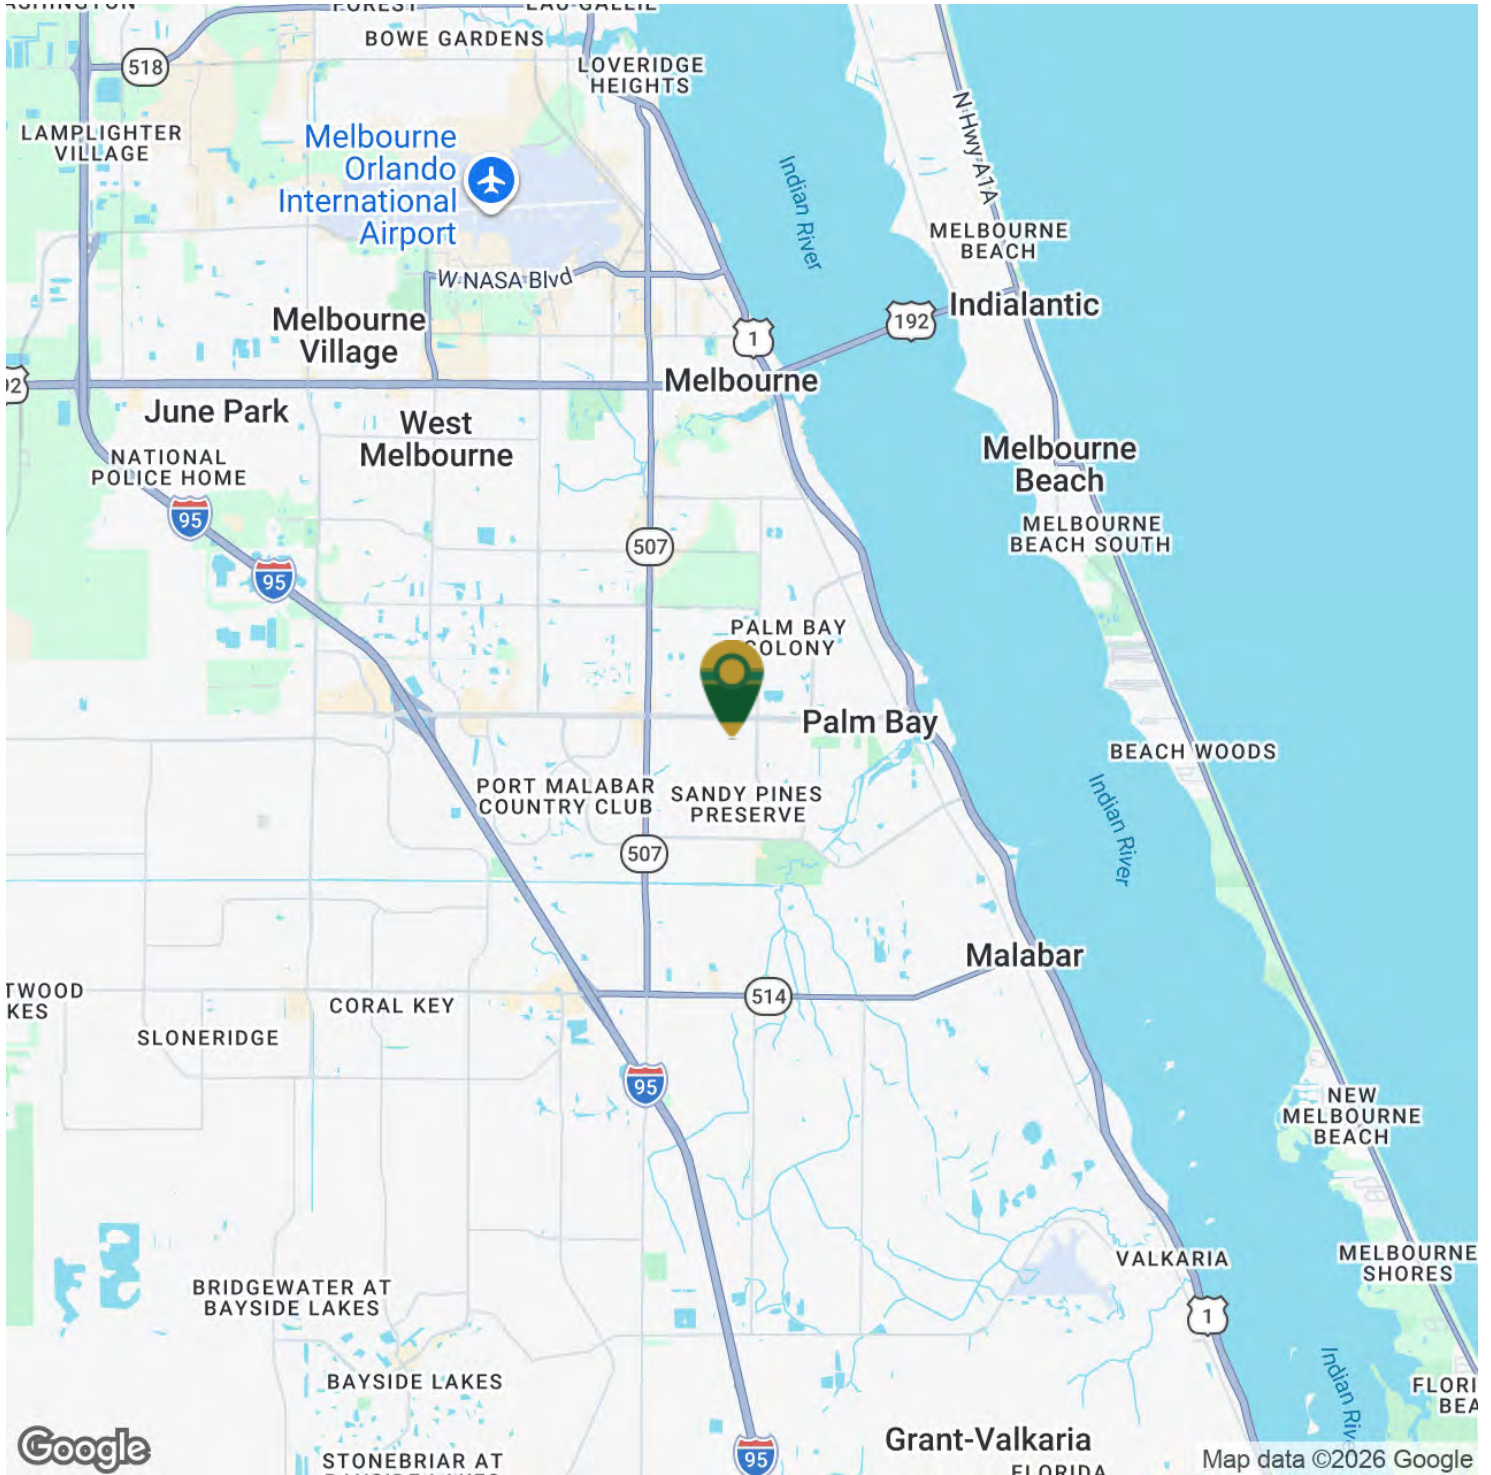 518
BOWE GARDENS
LOVERIDGE
HEIGHTS
LAMPLIGHTER
VILLAGE
Melbourne
Orlando
International
Airport
N Hwy A1A
Indian River
MELBOURNE
BEACH
W NASA Blvd
Indialantic
192
Melbourne
Village
1
Melbourne
June Park
West
Melbourne
NATIONAL
POLICE HOME
Melbourne
Beach
95
MELBOURNE
BEACH SOUTH
507
95
PALM BAY
COLONY
Palm Bay
BEACH WOODS
PORT MALABAR
COUNTRY CLUB
SANDY PINES
PRESERVE
Indian River
507
Malabar
514
CORAL KEY
SLONERIDGE
95
NEW
MELBOURNE
BEACH
VALKARIA
MELBOURNE
SHORES
BRIDGEWATER AT
BAYSIDE LAKES
1
BAYSIDE LAKES
Indian
Grant-Valkaria
95
STONEBRIAR AT
FLORIDA
Google
Map data ©2026 Google